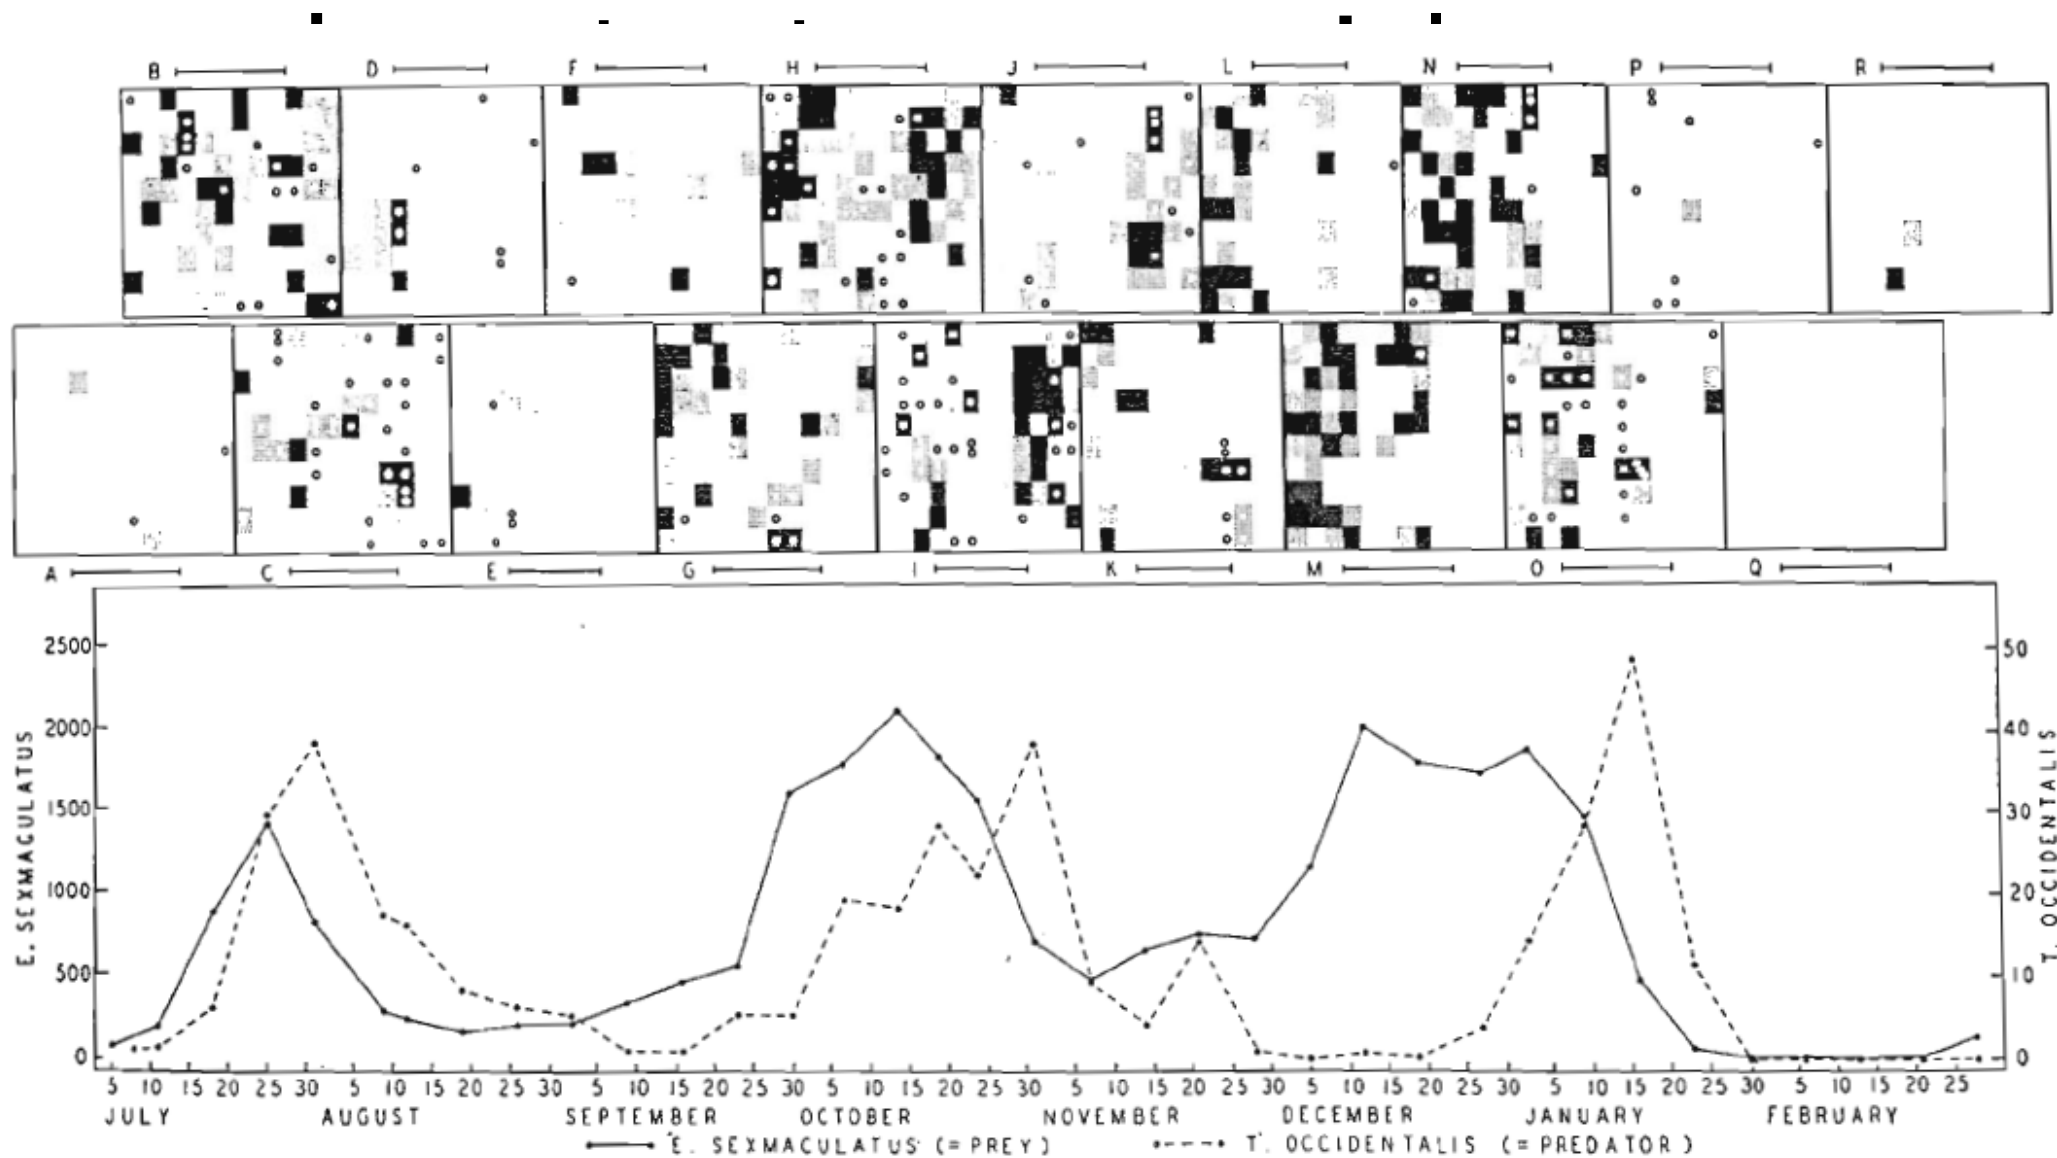 B D F H J L N P R
A C E G I K M O Q
E. SEXMACULATUS
2500
2000
1500
1000
500
0
50
40
30
20
10
0
T. OCCIDENTALIS
5 10 15 20 25 30 5 10 15 20 25 30 5 10 15 20 25 30 5 10 15 20 25 30 5 10 15 20 25 30 5 10 15 20 25 30 5 10 15 20 25 30 5 10 15 20 25
JULY AUGUST SEPTEMBER OCTOBER NOVEMBER DECEMBER JANUARY FEBRUARY
E. SEXMACULATUS (= PREY) T. OCCIDENTALIS (= PREDATOR)